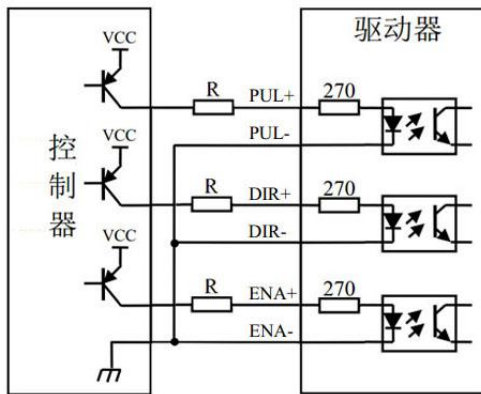 驱动器
VCC
R PUL+ 270
PUL-
控制器
VCC
R DIR+ 270
DIR-
VCC
R ENA+ 270
ENA-